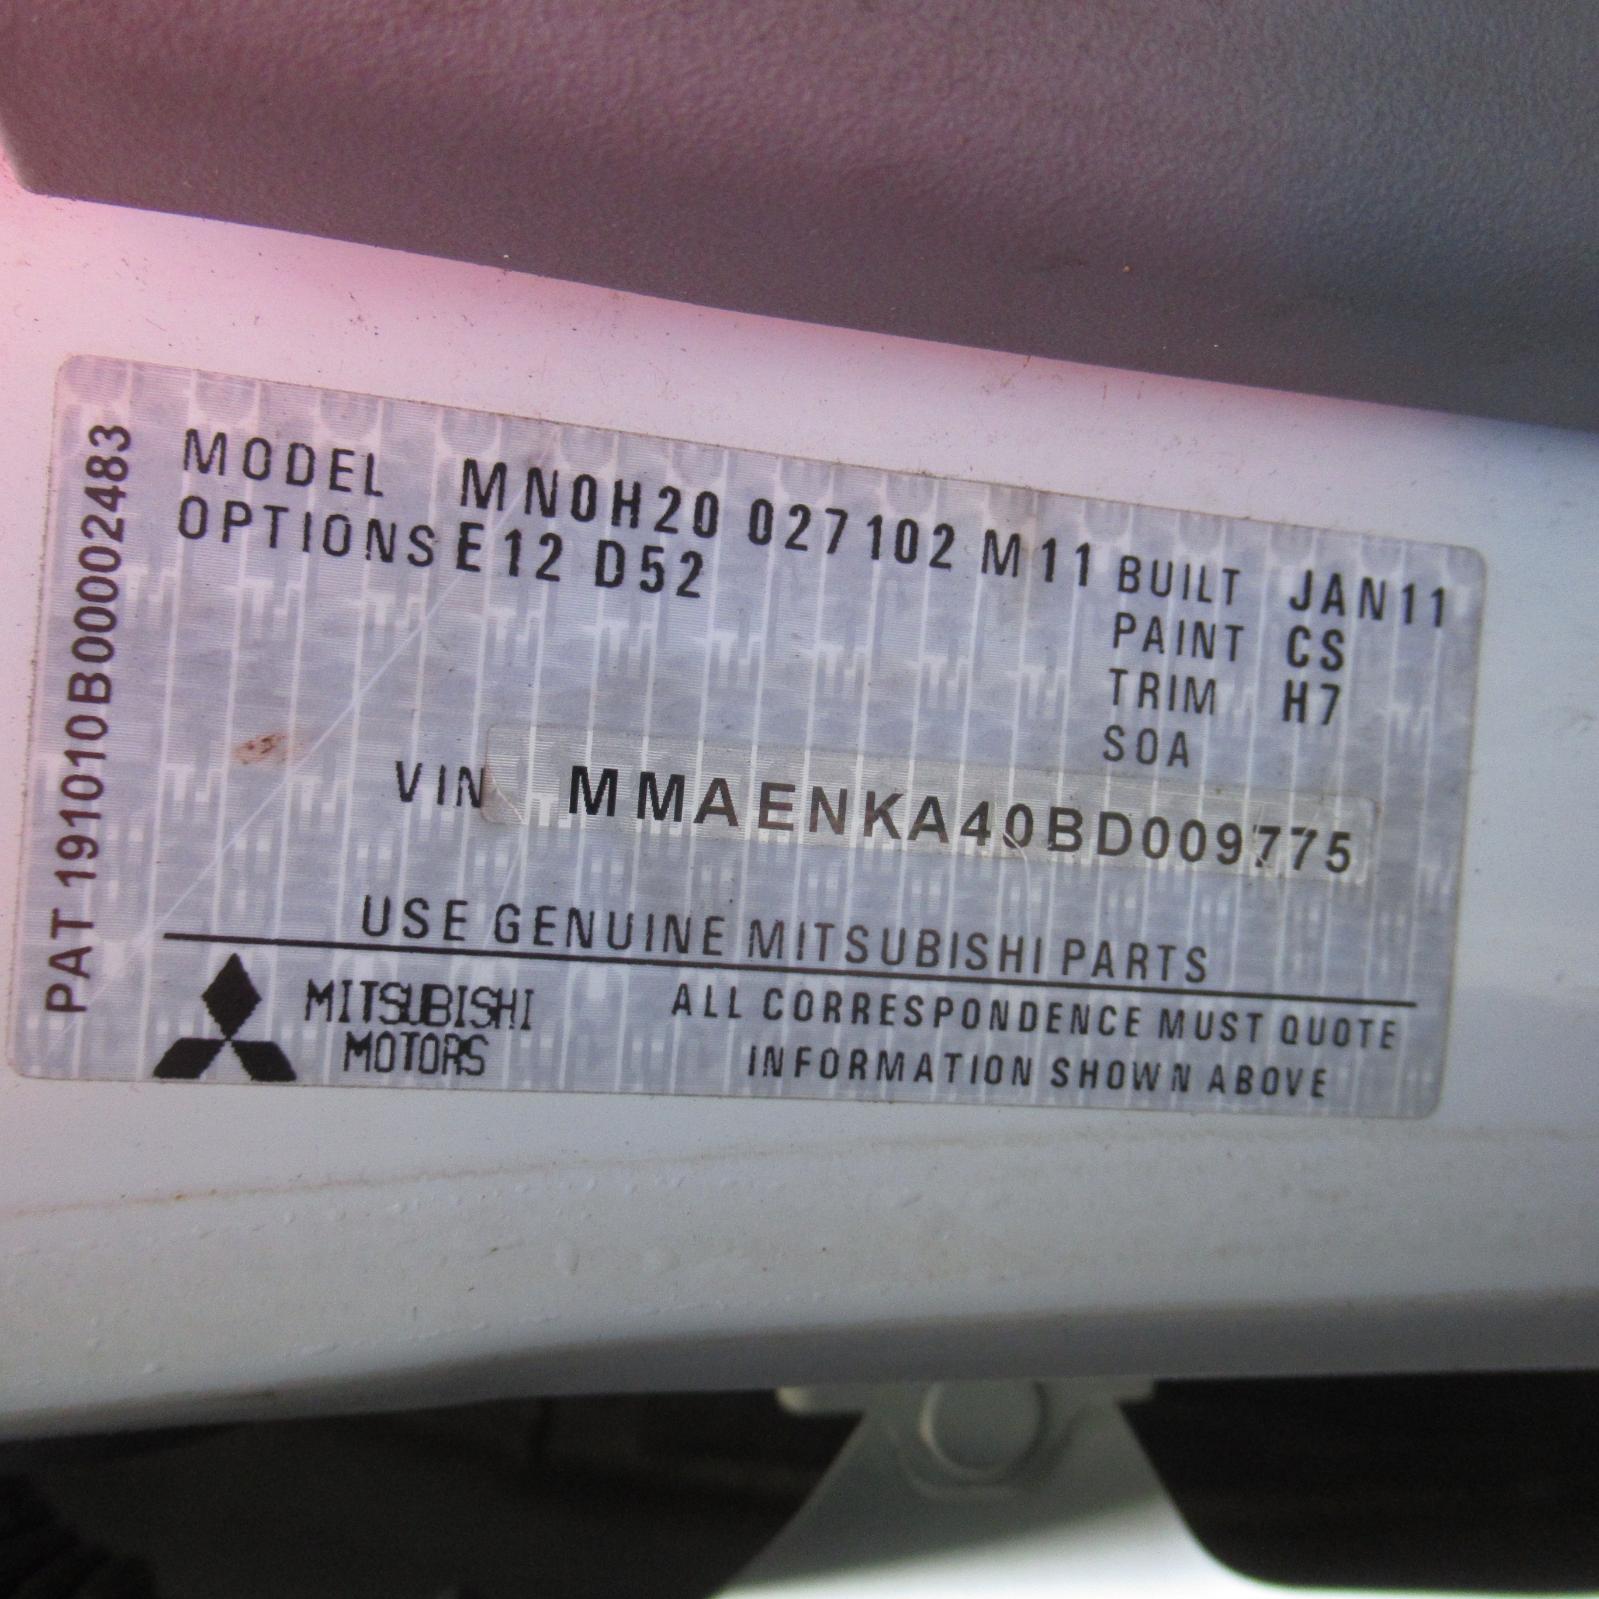 PAT 191010B00002483
MODEL MN0H20 027102 M11
OPTIONS E12 D52
BUILT JAN11
PAINT CS
TRIM H7
SOA
VIN MMAENKA40BD009775
USE GENUINE MITSUBISHI PARTS
MITSUBISHI
MOTORS
ALL CORRESPONDENCE MUST QUOTE
INFORMATION SHOWN ABOVE